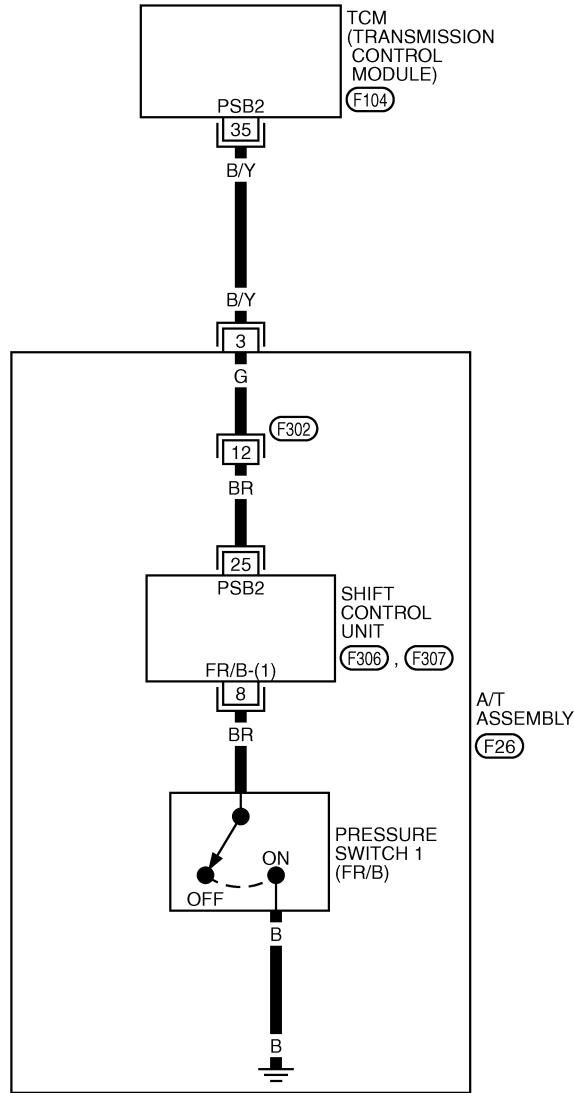 TCM
(TRANSMISSION
CONTROL
MODULE)
F104
PSB2
35
B/Y
B/Y
3
G
F302
12
BR
25
PSB2
SHIFT
CONTROL
UNIT
F306 , F307
FR/B-(1)
8
A/T
ASSEMBLY
F26
BR
PRESSURE
SWITCH 1
(FR/B)
ON
OFF
B
B